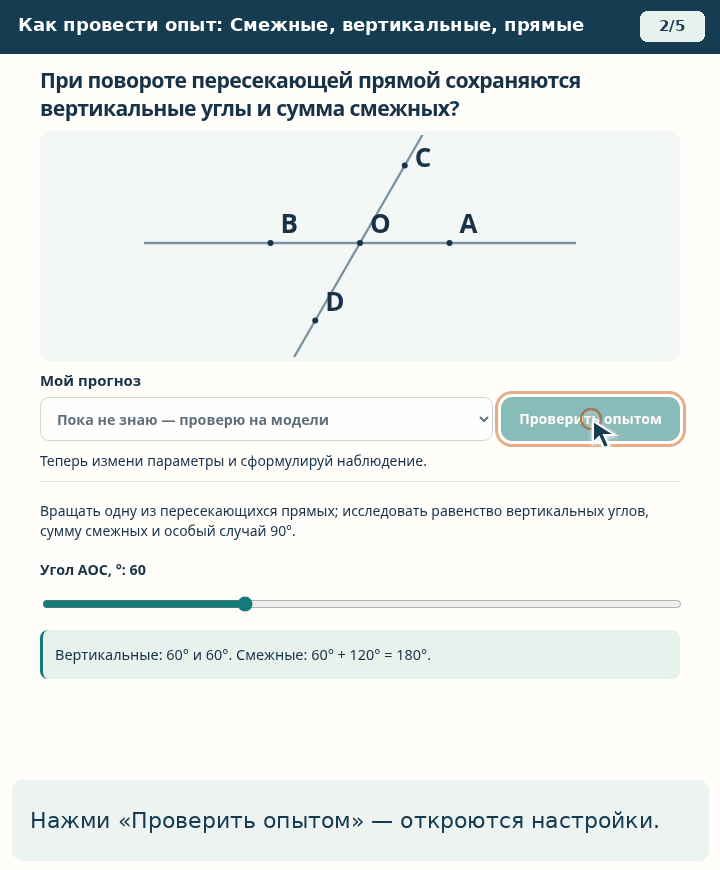 Как провести опыт: Смежные, вертикальные, прямые
2/5
При повороте пересекающей прямой сохраняются
вертикальные углы и сумма смежных?
C
B
O
A
D
Мой прогноз
Пока не знаю — проверю на модели
Проверить опытом
Теперь измени параметры и сформулируй наблюдение.
Вращать одну из пересекающихся прямых; исследовать равенство вертикальных углов,
сумму смежных и особый случай 90°.
Угол AOC, °: 60
Вертикальные: 60° и 60°. Смежные: 60° + 120° = 180°.
Нажми «Проверить опытом» — откроются настройки.